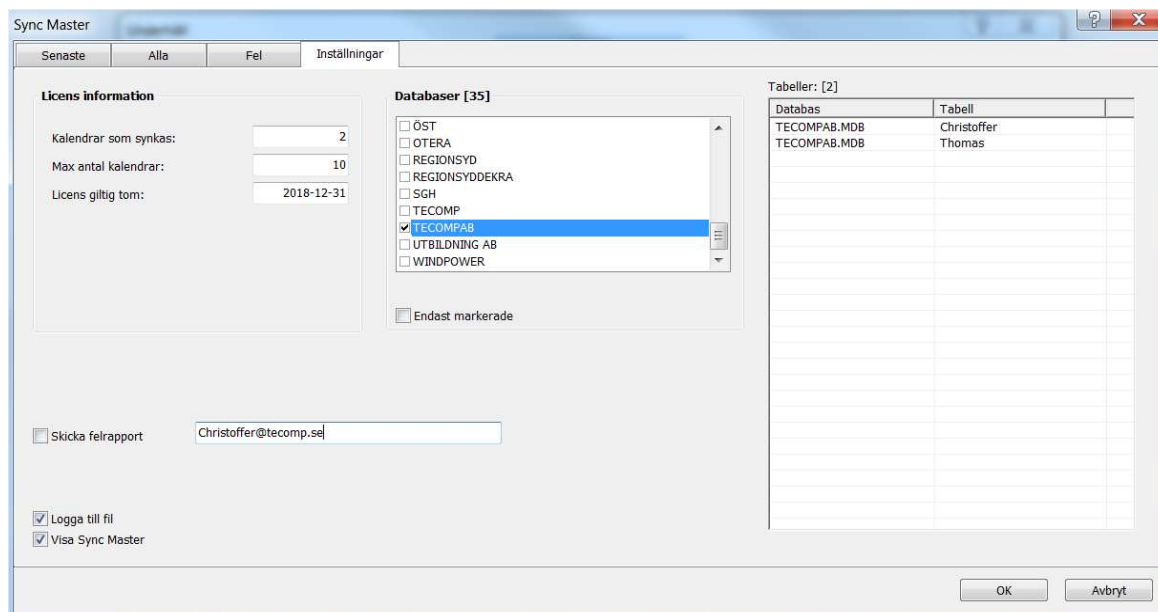 Sync Master
Senaste
Alla
Fel
Inställningar
Licens information
Kalendrar som synkas: 2
Max antal kalendrar: 10
Licens giltig tom: 2018-12-31
Databaser [35]
ÖST
OTERA
REGIONSYD
REGIONSYDDEKRA
SGH
TECOMP
TECOMPAB
UTBILDNING AB
WINDPOWER
Endast markerade
Tabeller: [2]
Databas Tabell
TECOMPAB.MDB Christoffer
TECOMPAB.MDB Thomas
Skicka felrapport Christoffer@tecomp.se
Logga till fil
Visa Sync Master
OK
Avbryt